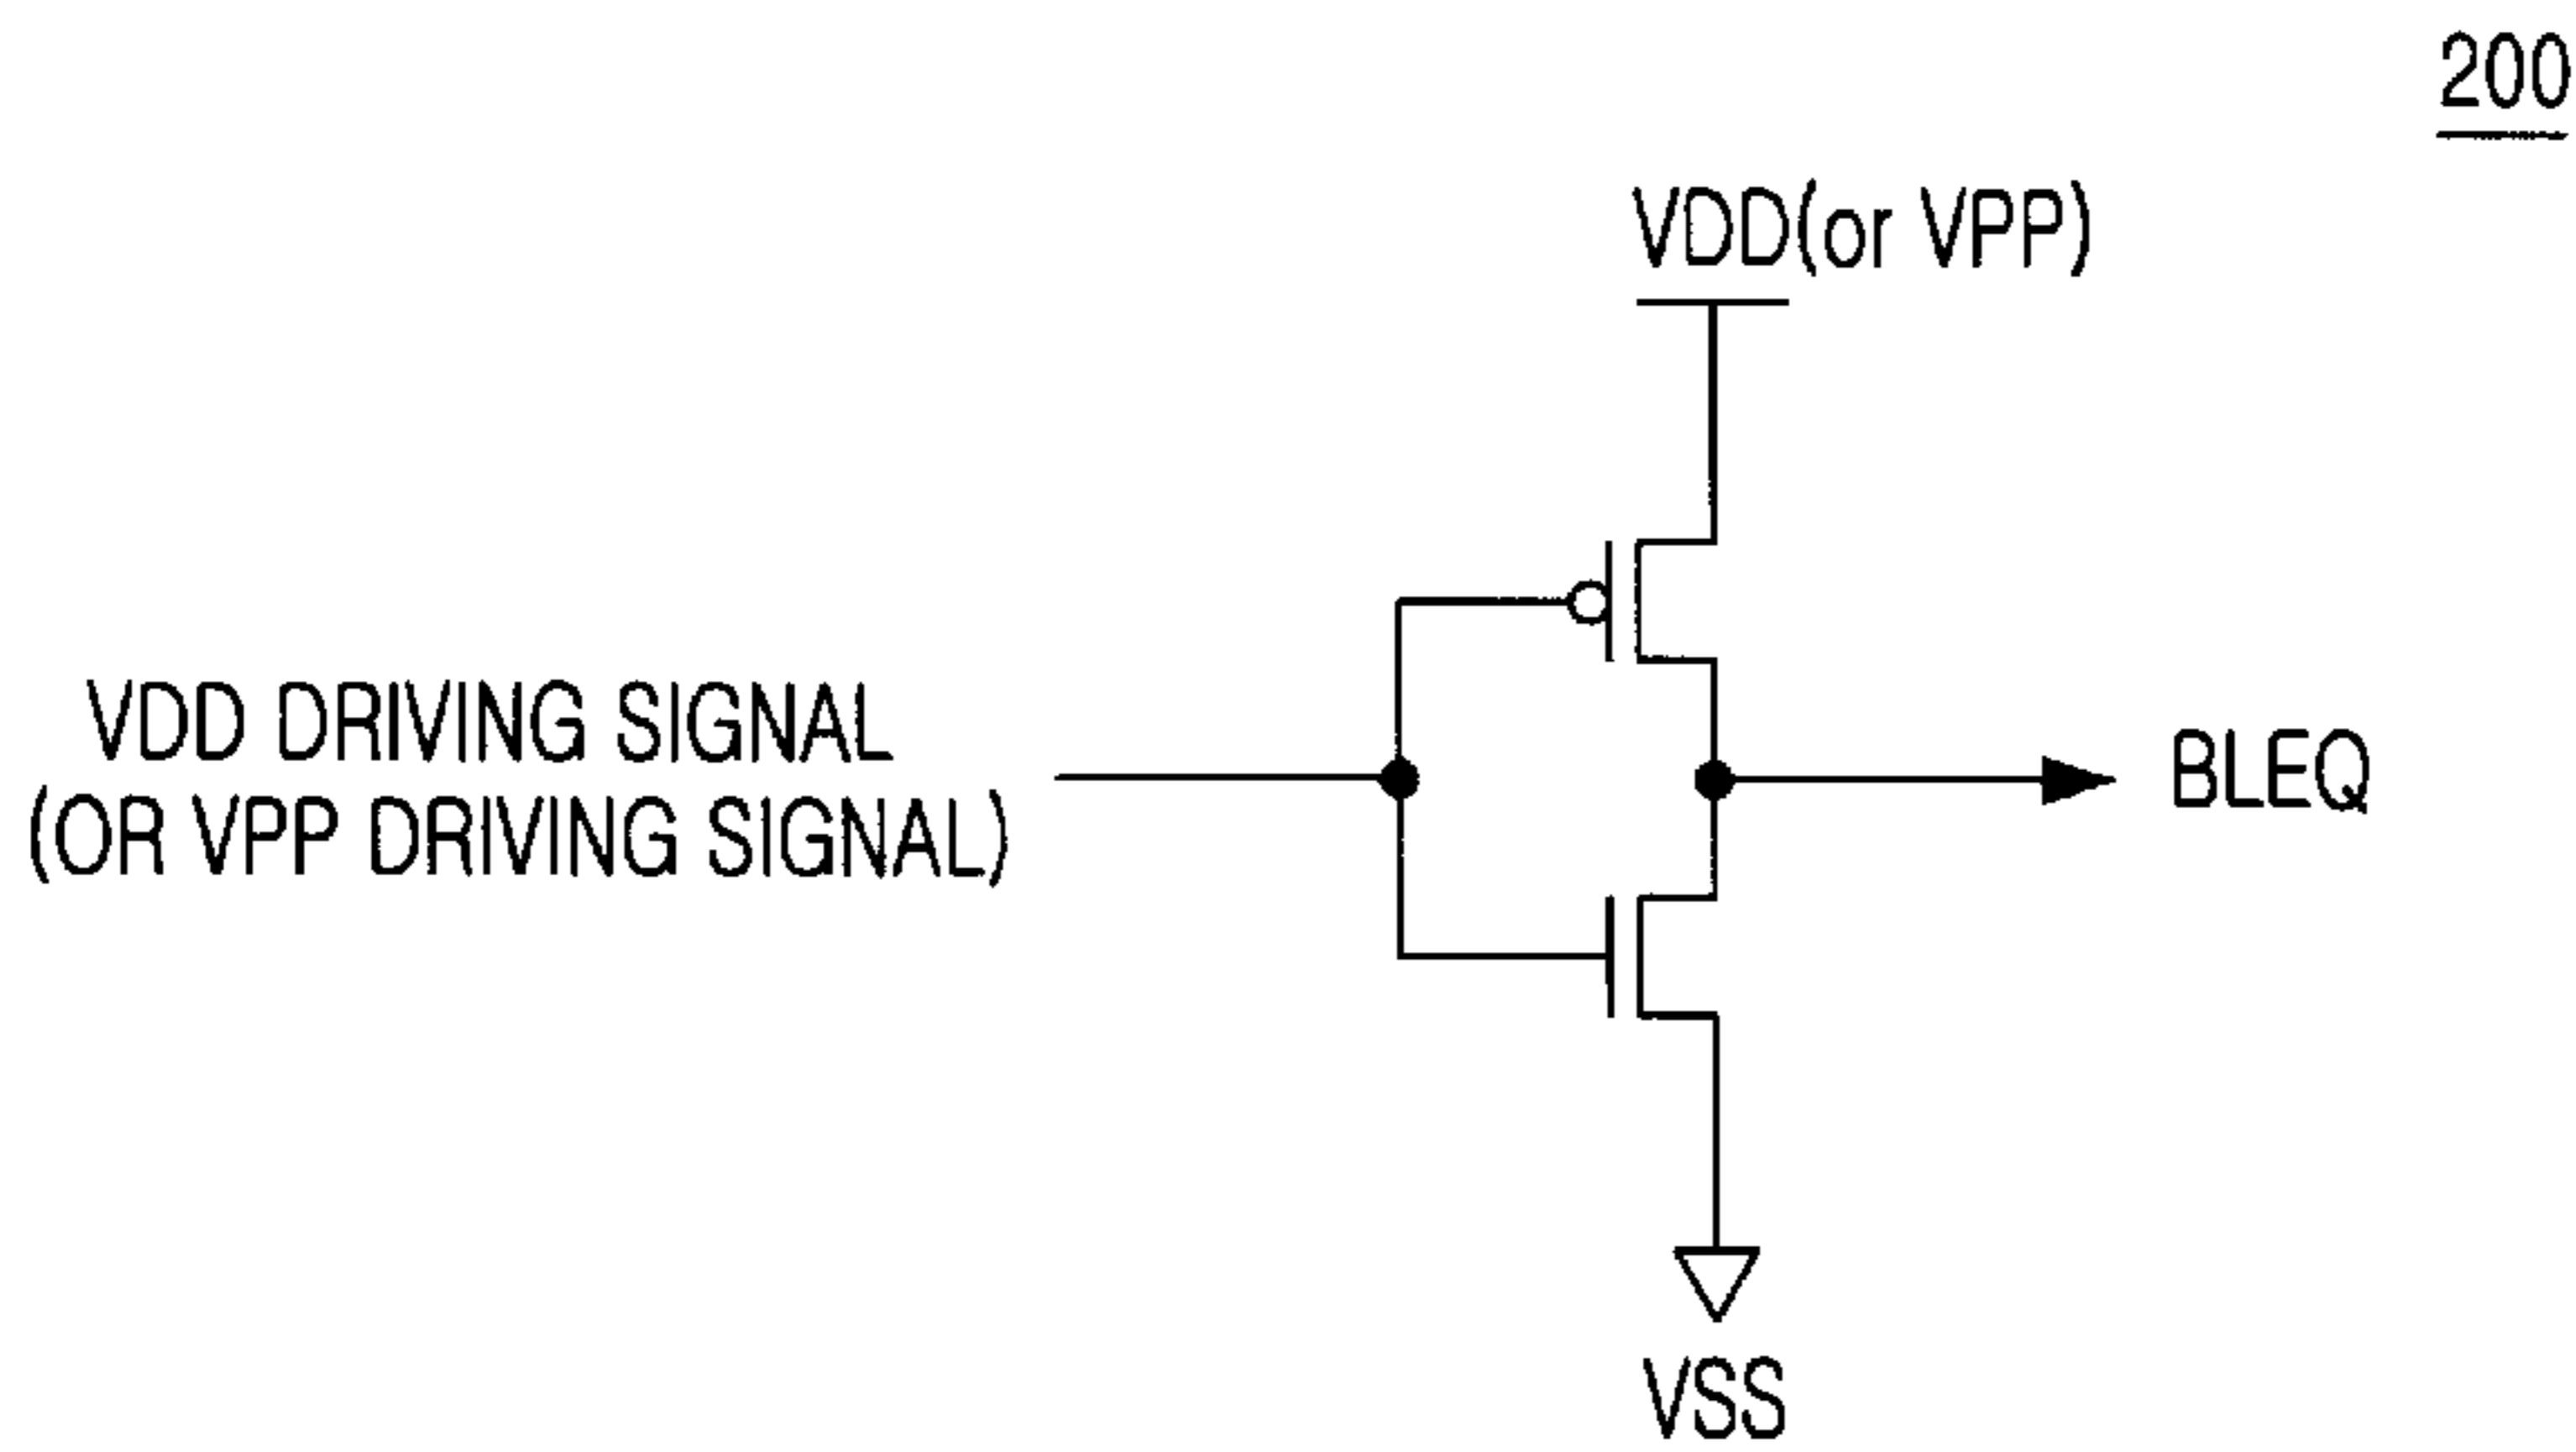 200
VDD(or VPP)
VDD DRIVING SIGNAL
(OR VPP DRIVING SIGNAL)
BLEQ
VSS